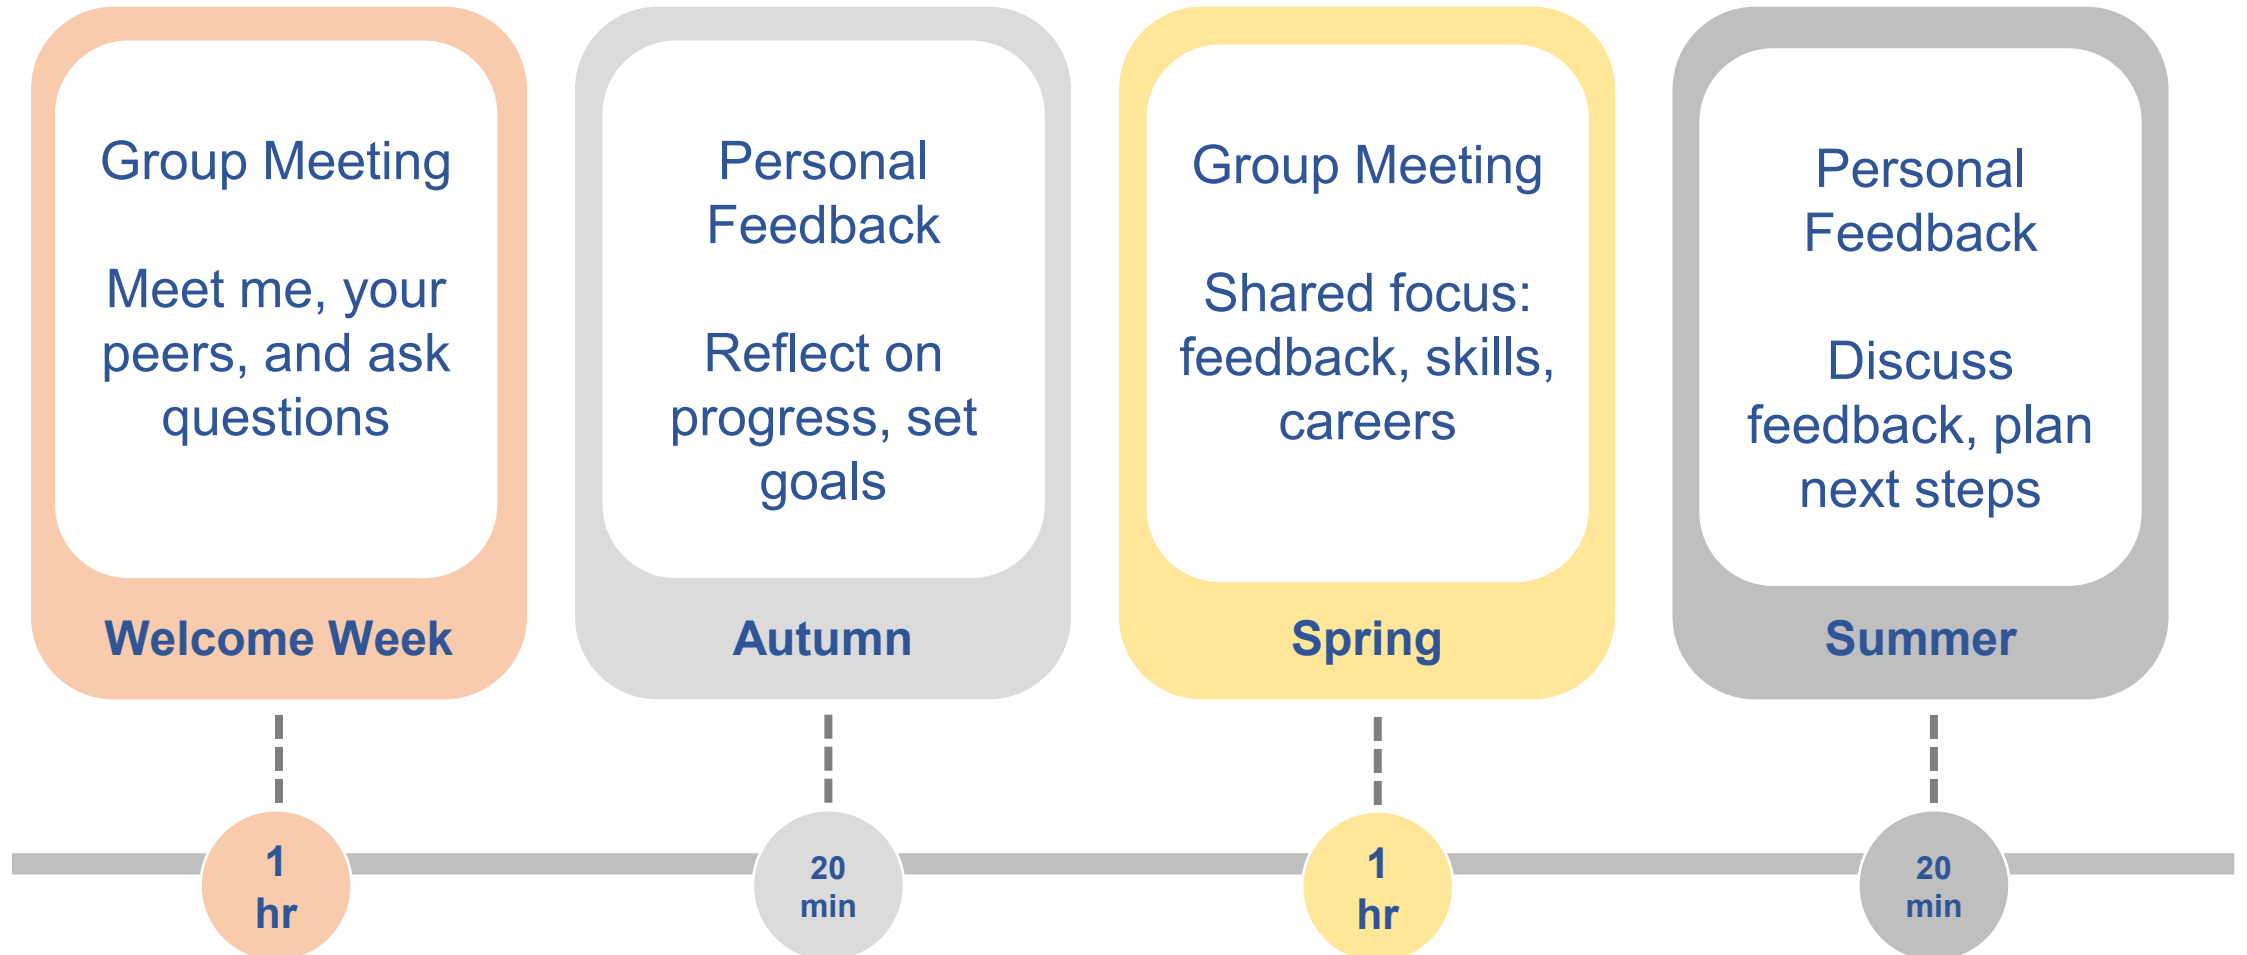 Group Meeting
Meet me, your
peers, and ask
questions
Welcome Week
1
hr
Personal
Feedback
Reflect on
progress, set
goals
Autumn
20
min
Group Meeting
Shared focus:
feedback, skills,
careers
Spring
1
hr
Personal
Feedback
Discuss
feedback, plan
next steps
Summer
20
min